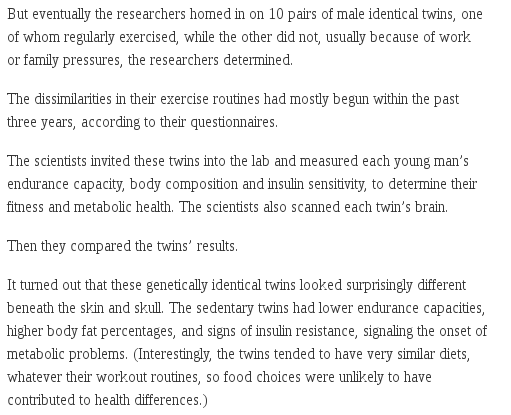 But eventually the researchers homed in on 10 pairs of male identical twins, one
of whom regularly exercised, while the other did not, usually because of work
or family pressures, the researchers determined.
The dissimilarities in their exercise routines had mostly begun within the past
three years, according to their questionnaires.
The scientists invited these twins into the lab and measured each young man’s
endurance capacity, body composition and insulin sensitivity, to determine their
fitness and metabolic health. The scientists also scanned each twin’s brain.
Then they compared the twins’ results.
It turned out that these genetically identical twins looked surprisingly different
beneath the skin and skull. The sedentary twins had lower endurance capacities,
higher body fat percentages, and signs of insulin resistance, signaling the onset of
metabolic problems. (Interestingly, the twins tended to have very similar diets,
whatever their workout routines, so food choices were unlikely to have
contributed to health differences.)